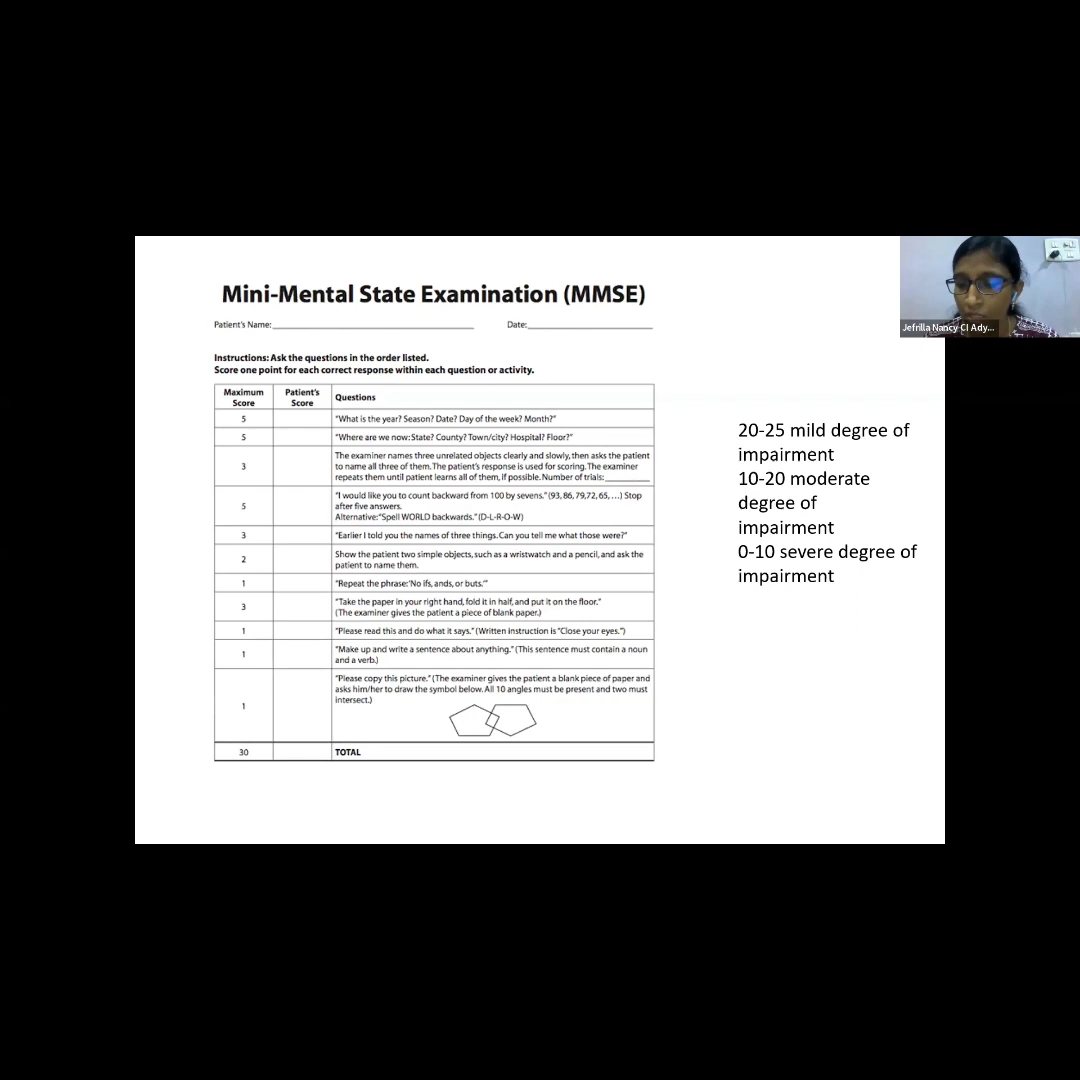 Mini-Mental State Examination (MMSE)
Patient's Name:
Date:
Instructions: Ask the questions in the order listed.
Score one point for each correct response within each question or activity.
Maximum Score
Patient's Score
Questions
5
"What is the year? Season? Date? Day of the week? Month?"
5
"Where are we now: State? County? Town/city? Hospital? Floor?"
3
The examiner names three unrelated objects clearly and slowly, then asks the patient
to name all three of them. The patient's response is used for scoring. The examiner
repeats them until patient learns all of them, if possible. Number of trials:
5
"I would like you to count backward from 100 by sevens." (93, 86, 79, 72, 65, …) Stop
after five answers.
Alternative: "Spell WORLD backwards." (D-L-R-O-W)
3
"Earlier I told you the names of three things. Can you tell me what those were?"
2
Show the patient two simple objects, such as a wristwatch and a pencil, and ask the
patient to name them.
1
"Repeat the phrase: 'No ifs, ands, or buts.'"
3
"Take the paper in your right hand, fold it in half, and put it on the floor."
(The examiner gives the patient a piece of blank paper.)
1
"Please read this and do what it says." (Written instruction is "Close your eyes.")
1
"Make up and write a sentence about anything." (This sentence must contain a noun
and a verb.)
1
"Please copy this picture." (The examiner gives the patient a blank piece of paper and
asks him/her to draw the symbol below. All 10 angles must be present and two must
intersect.)
30
TOTAL
20-25 mild degree of
impairment
10-20 moderate
degree of
impairment
0-10 severe degree of
impairment
Jefrilla Nancy CI Ady...